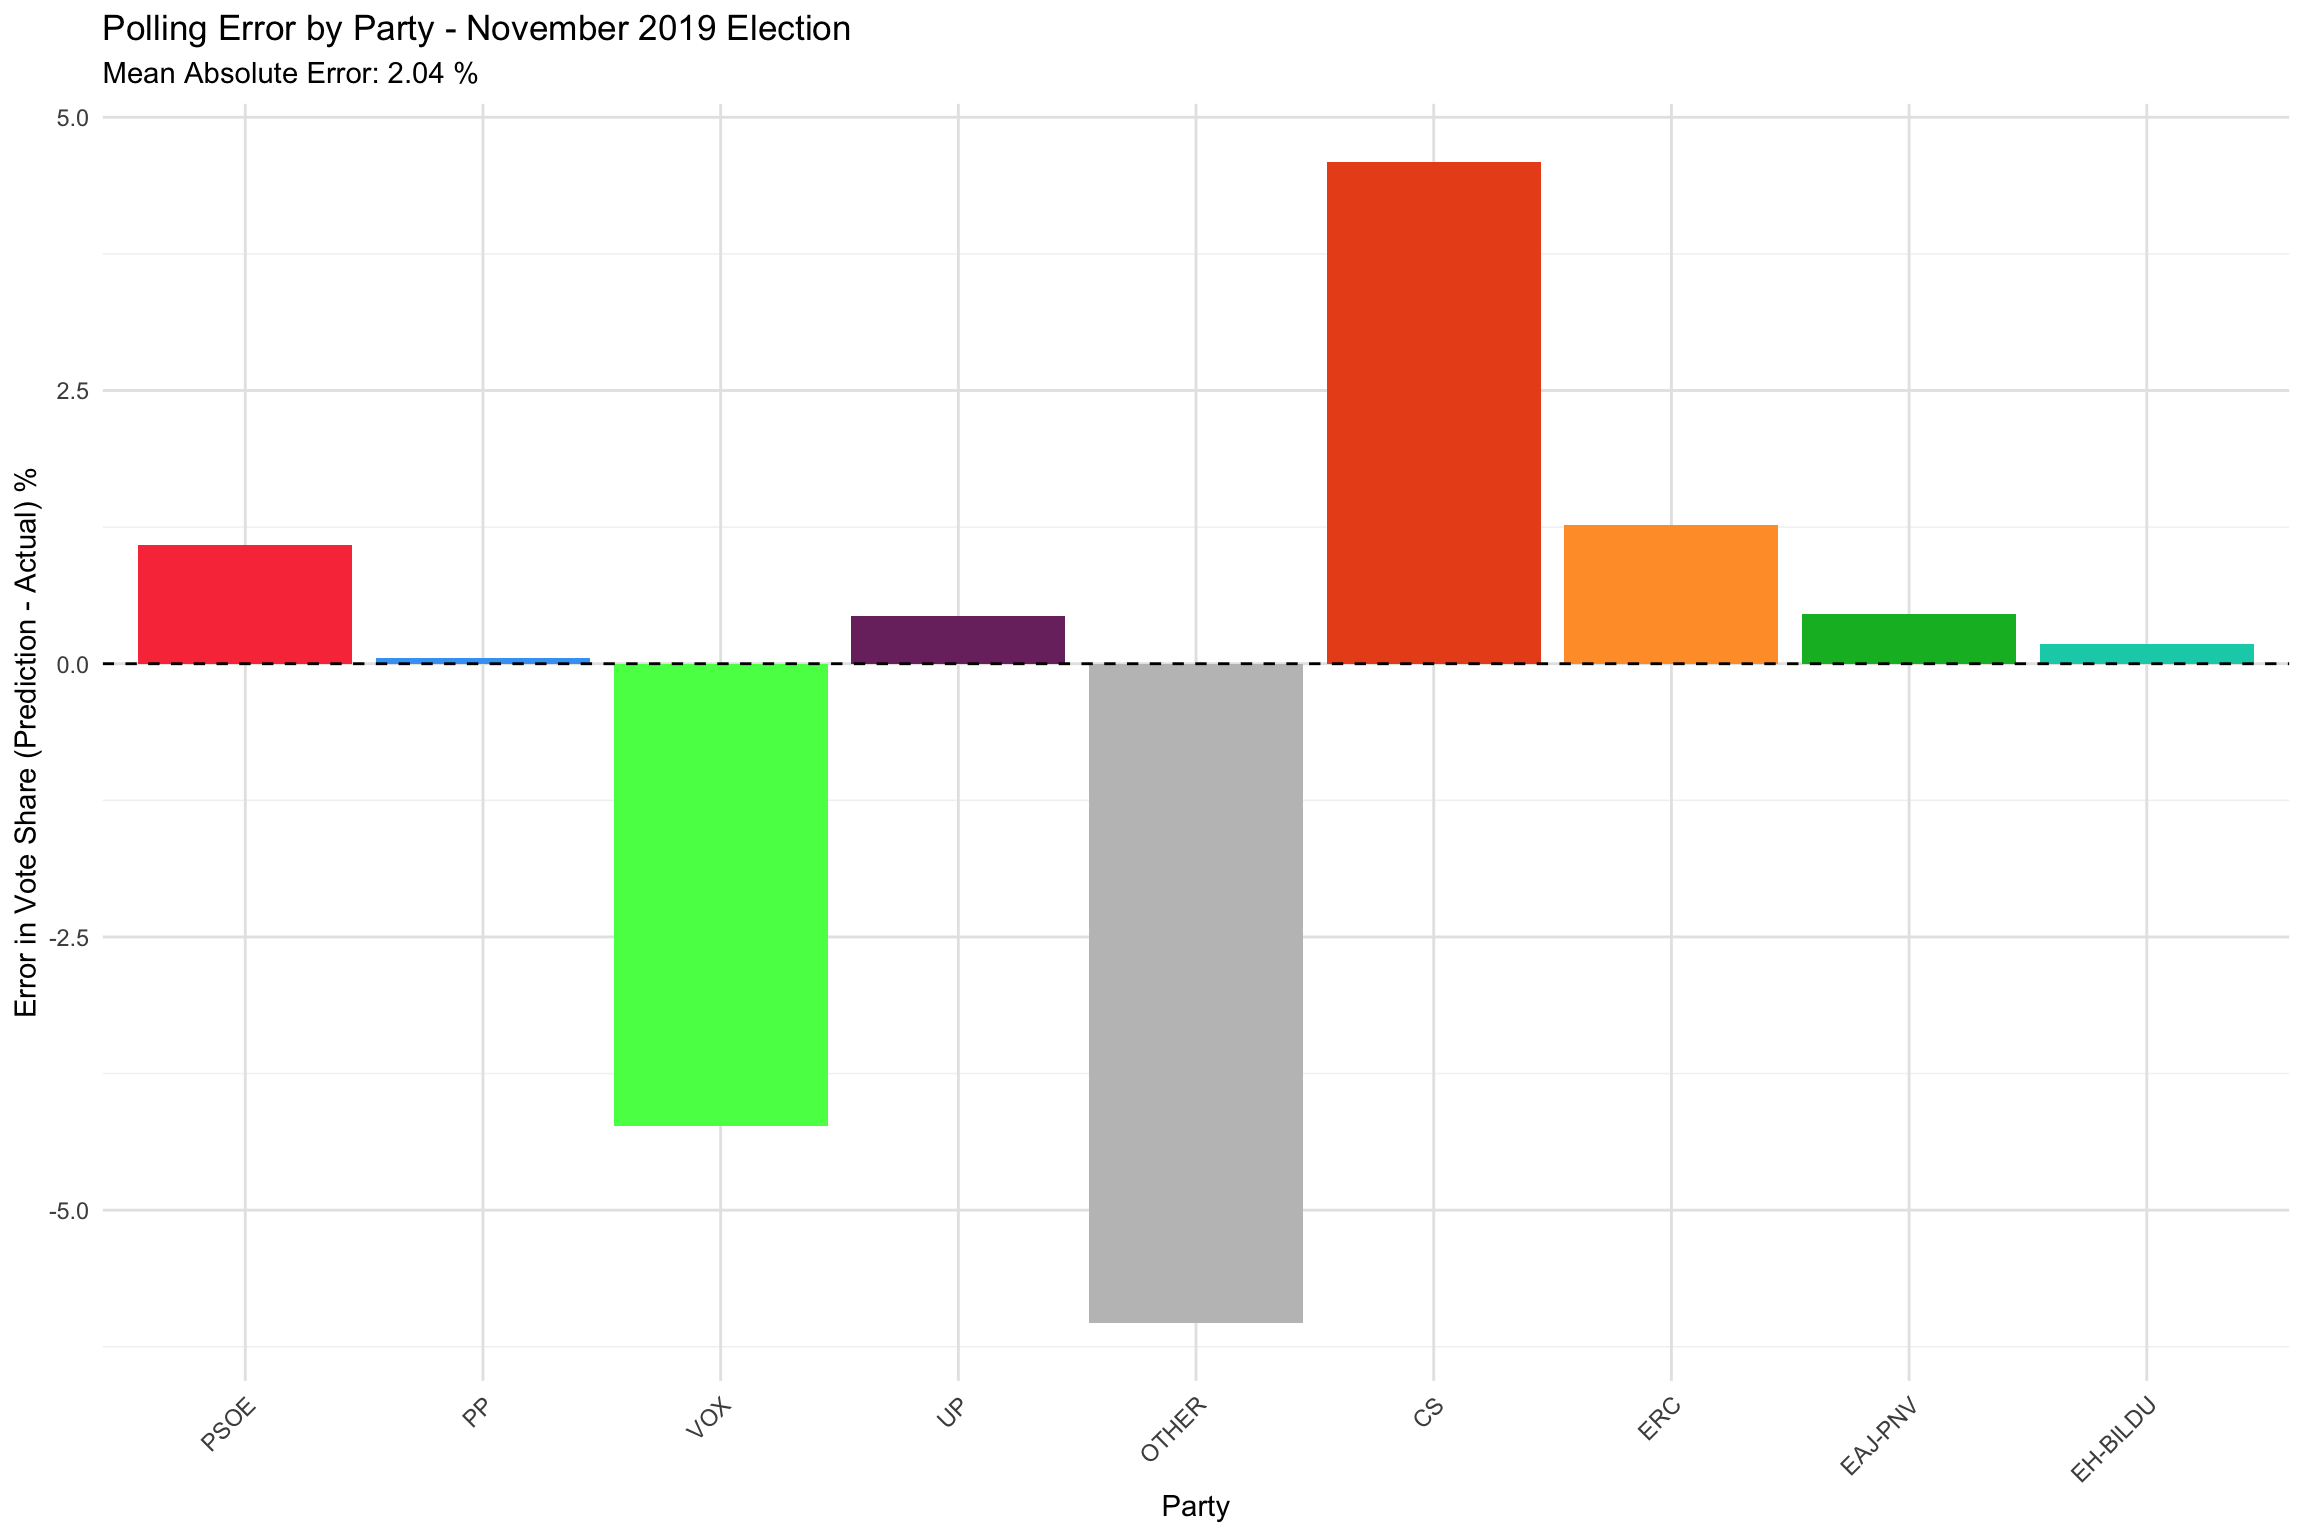 Polling Error by Party - November 2019 Election
Mean Absolute Error: 2.04 %
Error in Vote Share (Prediction - Actual) %
5.0
2.5
0.0
-2.5
-5.0
PSOE
PP
VOX
UP
OTHER
CS
ERC
EAJ-PNV
EH-BILDU
Party